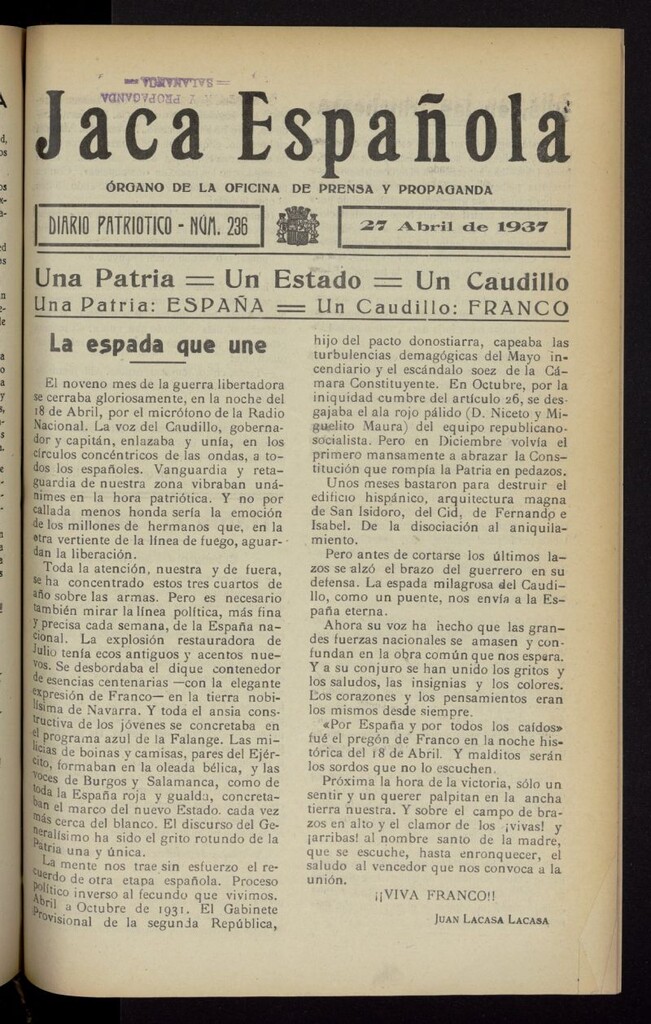 SALAMANCA
Y PROPAGANDA
Jaca Española
ÓRGANO DE LA OFICINA DE PRENSA Y PROPAGANDA
DIARIO PATRIOTICO - NÚM. 236
27 Abril de 1937
Una Patria = Un Estado = Un Caudillo
Una Patria: ESPAÑA = Un Caudillo: FRANCO
La espada que une
El noveno mes de la guerra libertadora
se cerraba gloriosamente, en la noche del
18 de Abril, por el micrófono de la Radio
Nacional. La voz del Caudillo, goberna-
dor y capitán, enlazaba y unía, en los
círculos concéntricos de las ondas, a to-
dos los españoles. Vanguardia y reta-
guardia de nuestra zona vibraban uná-
nimes en la hora patriótica. Y no por
callada menos honda sería la emoción
de los millones de hermanos que, en la
otra vertiente de la línea de fuego, aguar-
dan la liberación.
Toda la atención, nuestra y de fuera,
se ha concentrado estos tres cuartos de
año sobre las armas. Pero es necesario
también mirar la línea política, más fina
y precisa cada semana, de la España na-
cional. La explosión restauradora de
Julio tenía ecos antiguos y acentos nue-
vos. Se desbordaba el dique contenedor
de esencias centenarias —con la elegante
expresión de Franco— en la tierra nobi-
lísima de Navarra. Y toda el ansia cons-
tructiva de los jóvenes se concretaba en
el programa azul de la Falange. Las mi-
licias de boinas y camisas, pares del Ejér-
cito, formaban en la oleada bélica, y las
voces de Burgos y Salamanca, como de
toda la España roja y gualda, concreta-
ban el marco del nuevo Estado, cada vez
más cerca del blanco. El discurso del Ge-
neralísimo ha sido el grito rotundo de la
Patria una y única.
La mente nos trae sin esfuerzo el re-
cuerdo de otra etapa española. Proceso
político inverso al fecundo que vivimos.
Abril a Octubre de 1931. El Gabinete
Provisional de la segunda República,
hijo del pacto donostiarra, capeaba las
turbulencias demagógicas del Mayo in-
cendiario y el escándalo soez de la Cá-
mara Constituyente. En Octubre, por la
iniquidad cumbre del artículo 26, se des-
gajaba el ala rojo pálido (D. Niceto y Mi-
guelito Maura) del equipo republicano-
socialista. Pero en Diciembre volvía el
primero mansamente a abrazar la Cons-
titución que rompía la Patria en pedazos.
Unos meses bastaron para destruir el
edificio hispánico, arquitectura magna
de San Isidoro, del Cid, de Fernando e
Isabel. De la disociación al aniquila-
miento.
Pero antes de cortarse los últimos la-
zos se alzó el brazo del guerrero en su
defensa. La espada milagrosa del Caudi-
llo, como un puente, nos envía a la Es-
paña eterna.
Ahora su voz ha hecho que las gran-
des fuerzas nacionales se amasen y con-
fundan en la obra común que nos espera.
Y a su conjuro se han unido los gritos y
los saludos, las insignias y los colores.
Los corazones y los pensamientos eran
los mismos desde siempre.
«Por España y por todos los caídos»
fué el pregón de Franco en la noche his-
tórica del 18 de Abril. Y malditos serán
los sordos que no lo escuchen.
Próxima la hora de la victoria, sólo un
sentir y un querer palpitan en la ancha
tierra nuestra. Y sobre el campo de bra-
zos en alto y el clamor de los ¡vivas! y
¡arribas! al nombre santo de la madre,
que se escuche, hasta enronquecer, el
saludo al vencedor que nos convoca a la
unión.
¡¡VIVA FRANCO!!
JUAN LACASA LACASA